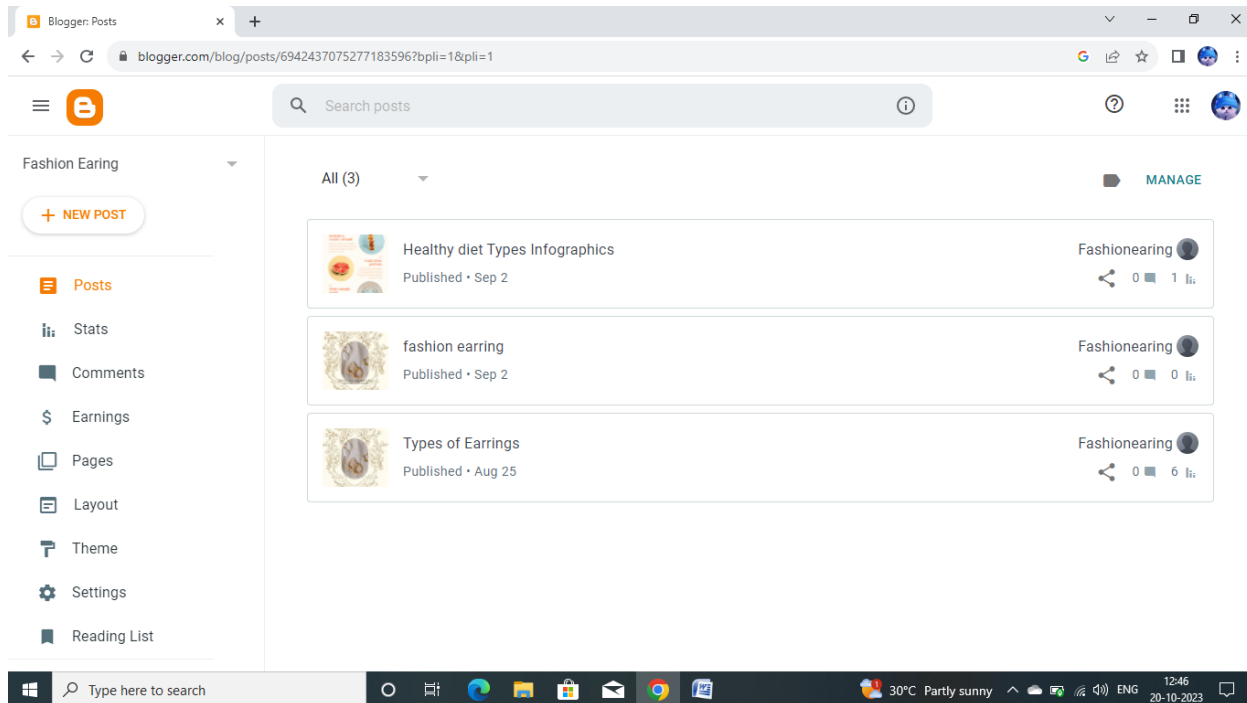 Blogger: Posts
blogger.com/blog/posts/6942437075277183596?bpli=1&pli=1
Search posts
Fashion Earing
All (3)
MANAGE
+ NEW POST
Healthy diet Types Infographics
Fashionearing
Published • Sep 2
0
1
Posts
Stats
fashion earring
Fashionearing
Published • Sep 2
0
0
Comments
Earnings
Types of Earrings
Fashionearing
Published • Aug 25
0
6
Pages
Layout
Theme
Settings
Reading List
Type here to search
1
30°C Partly sunny
ENG
12:46
20-10-2023